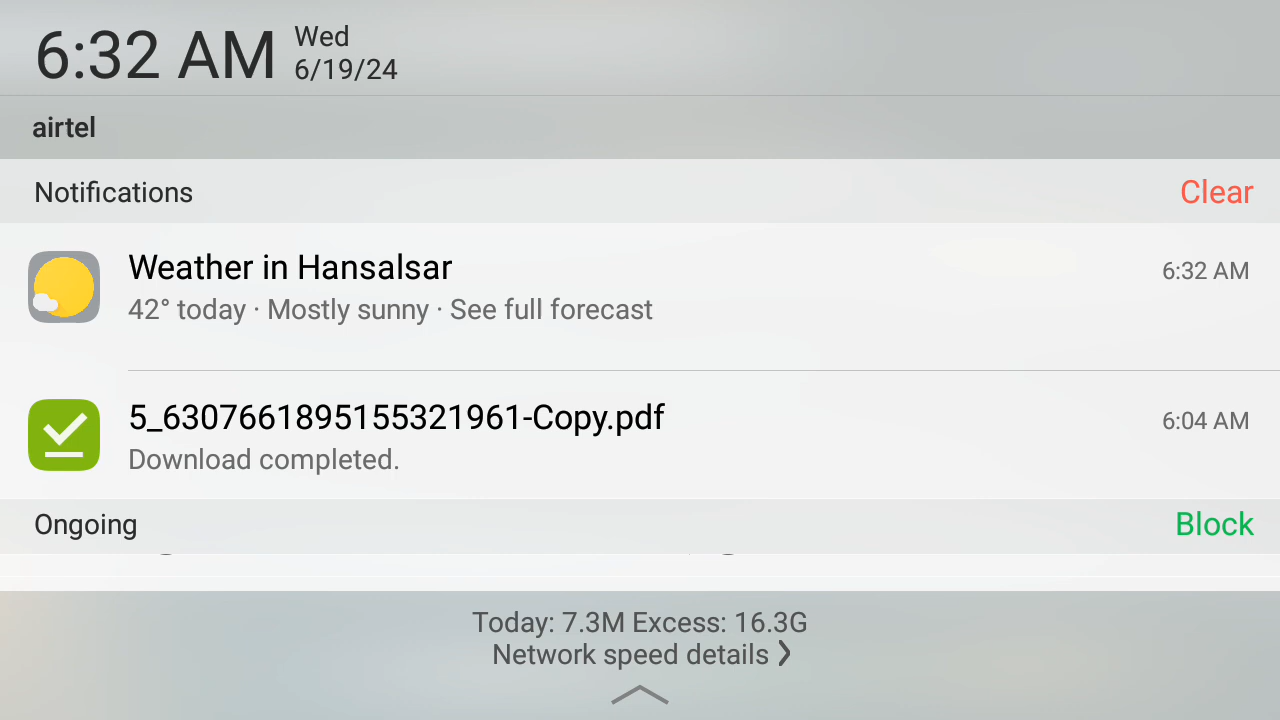 6:32 AM
Wed
6/19/24
airtel
Notifications
Clear
Weather in Hansalsar
6:32 AM
42° today · Mostly sunny · See full forecast
5_6307661895155321961-Copy.pdf
6:04 AM
Download completed.
Ongoing
Block
Today: 7.3M Excess: 16.3G
Network speed details